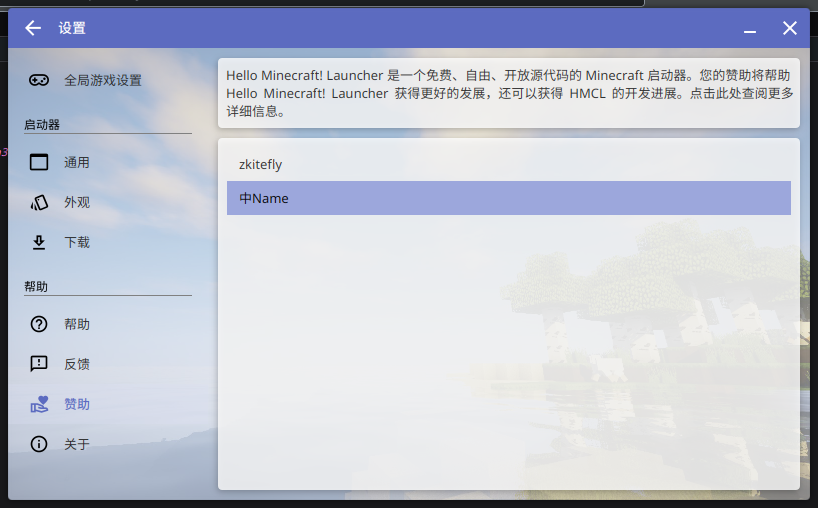 设置
全局游戏设置
启动器
通用
外观
下载
帮助
帮助
反馈
赞助
关于
Hello Minecraft! Launcher 是一个免费、自由、开放源代码的 Minecraft 启动器。您的赞助将帮助
Hello Minecraft! Launcher 获得更好的发展，还可以获得 HMCL 的开发进展。点击此处查阅更多
详细信息。
zkitefly
中Name